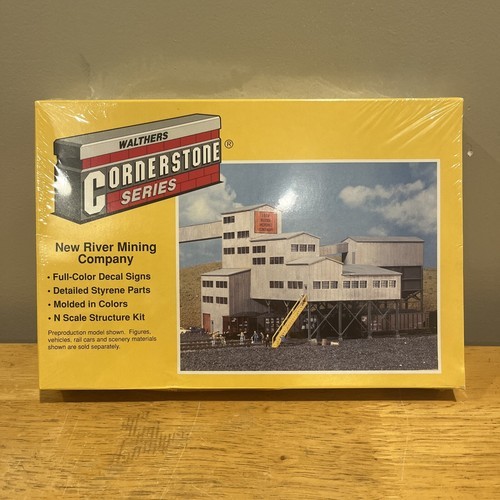 WALTHERS
CORNERSTONE®
SERIES
New River Mining
Company
• Full-Color Decal Signs
• Detailed Styrene Parts
• Molded in Colors
• N Scale Structure Kit
Preproduction model shown. Figures,
vehicles, rail cars and scenery materials
shown are sold separately.